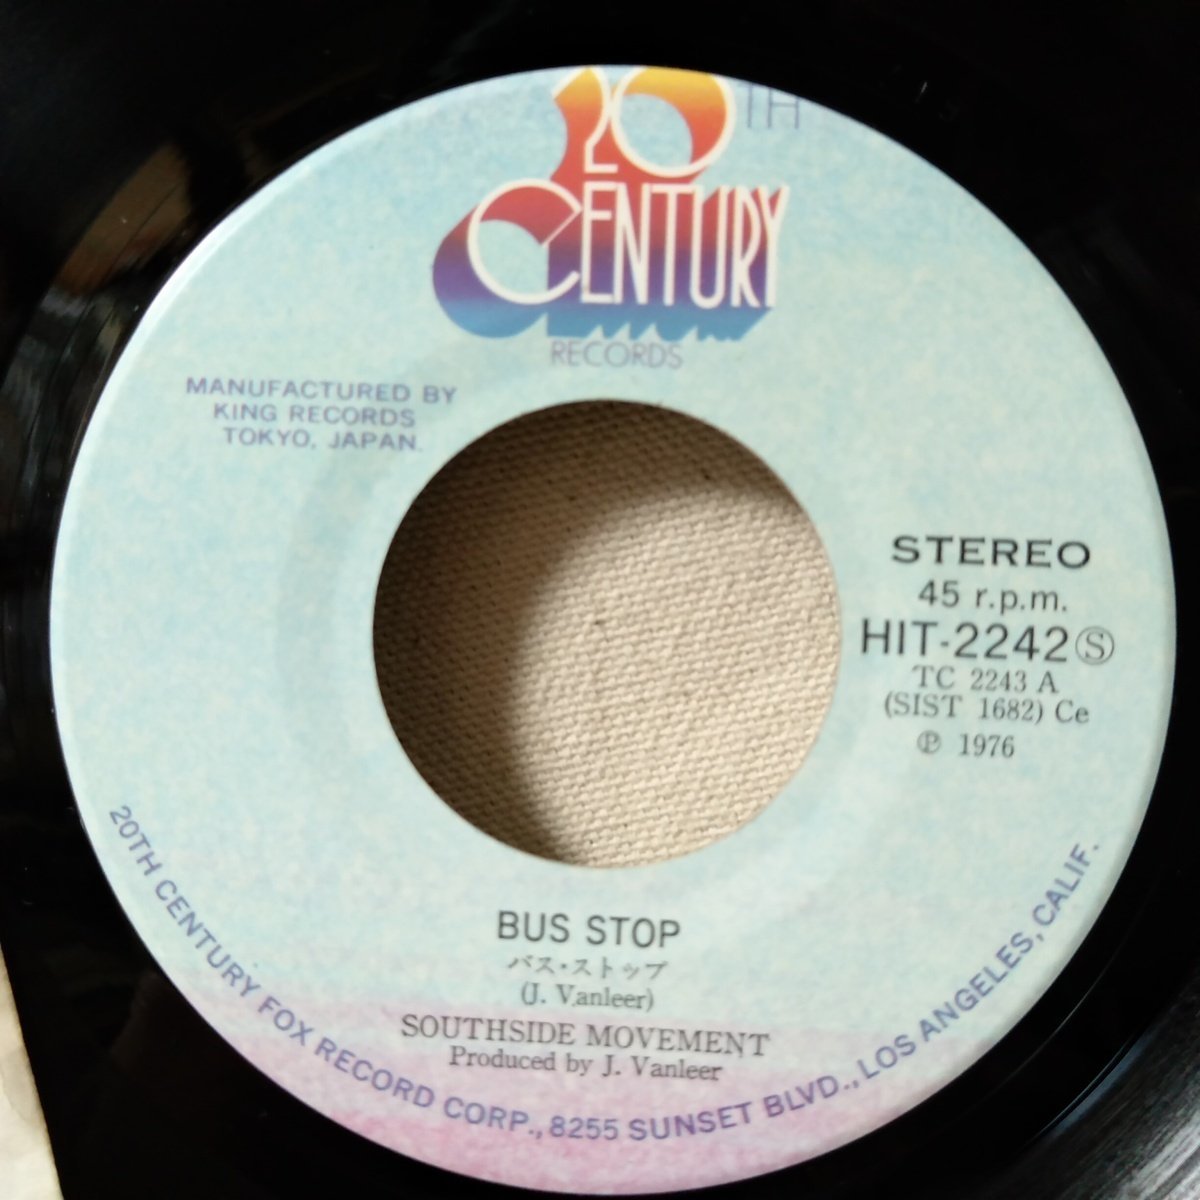 20TH
CENTURY
RECORDS
MANUFACTURED BY
KING RECORDS
TOKYO, JAPAN.
STEREO
45 r.p.m.
HIT-2242Ⓢ
TC 2243 A
(SIST 1682) Ce
℗ 1976
BUS STOP
バス・ストップ
(J. Vanleer)
SOUTHSIDE MOVEMENT
Produced by J. Vanleer
20TH CENTURY FOX RECORD CORP., 8255 SUNSET BLVD., LOS ANGELES, CALIF.